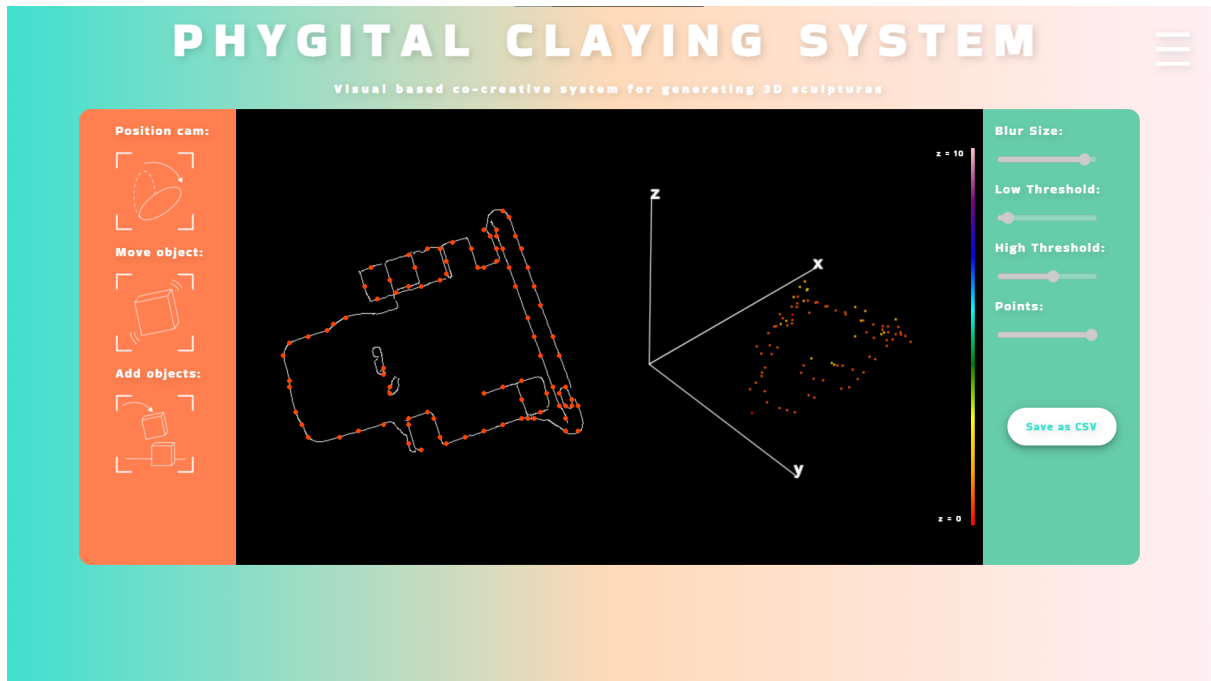 PHYGITAL CLAYING SYSTEM
Visual based co-creative system for generating 3D sculptures
Position cam:
Move object:
Add objects:
z
x
y
z = 10
z = 0
Blur Size:
Low Threshold:
High Threshold:
Points:
Save as CSV